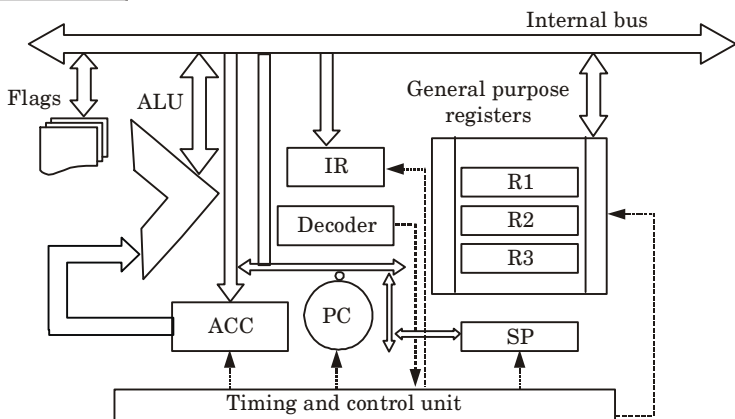 Internal bus
Flags
ALU
General purpose
registers
IR
R1
Decoder
R2
R3
ACC
PC
SP
Timing and control unit